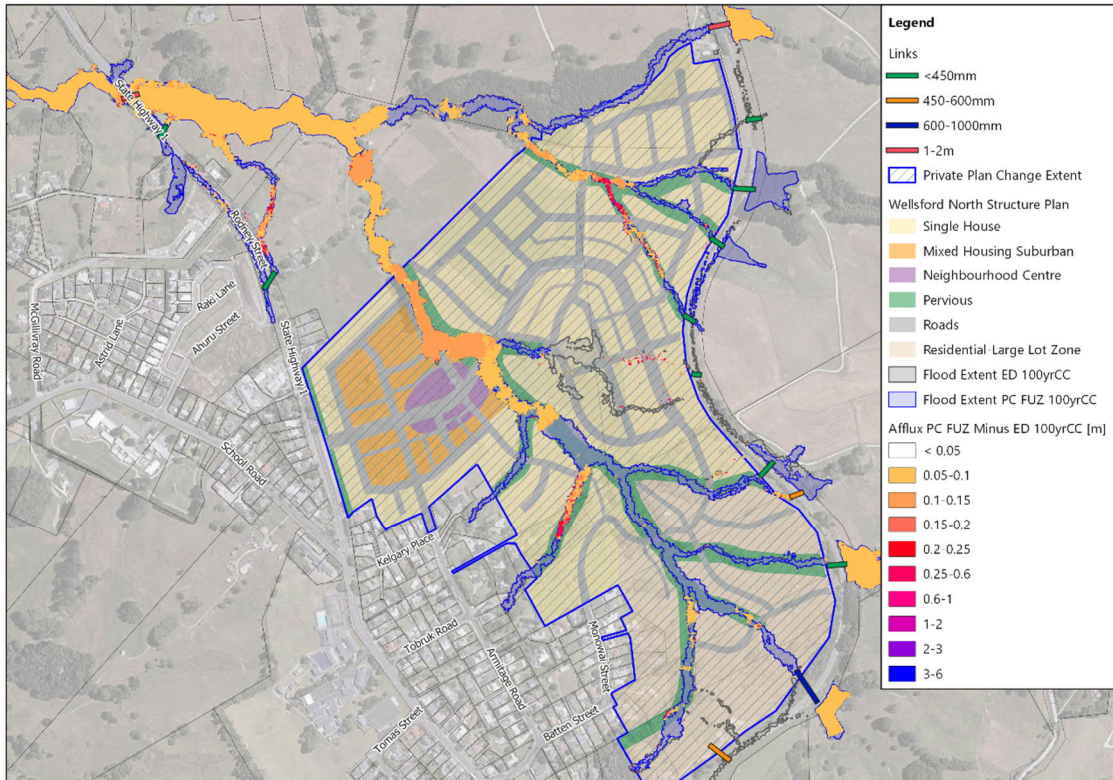 Legend
Links
<450mm
450-600mm
600-1000mm
1-2m
Private Plan Change Extent
Wellsford North Structure Plan
Single House
Mixed Housing Suburban
Neighbourhood Centre
Pervious
Roads
Residential-Large Lot Zone
Flood Extent ED 100yrCC
Flood Extent PC FUZ 100yrCC
Afflux PC FUZ Minus ED 100yrCC [m]
< 0.05
0.05-0.1
0.1-0.15
0.15-0.2
0.2-0.25
0.25-0.6
0.6-1
1-2
2-3
3-6
State Highway 1
Rodney Street
Raki Lane
Ahuru Street
Astrid Lane
McGillivray Road
State Highway 1
School Road
Kelgary Place
Tobruk Road
Armitage Road
Monowai Street
Batten Street
Tomas Street